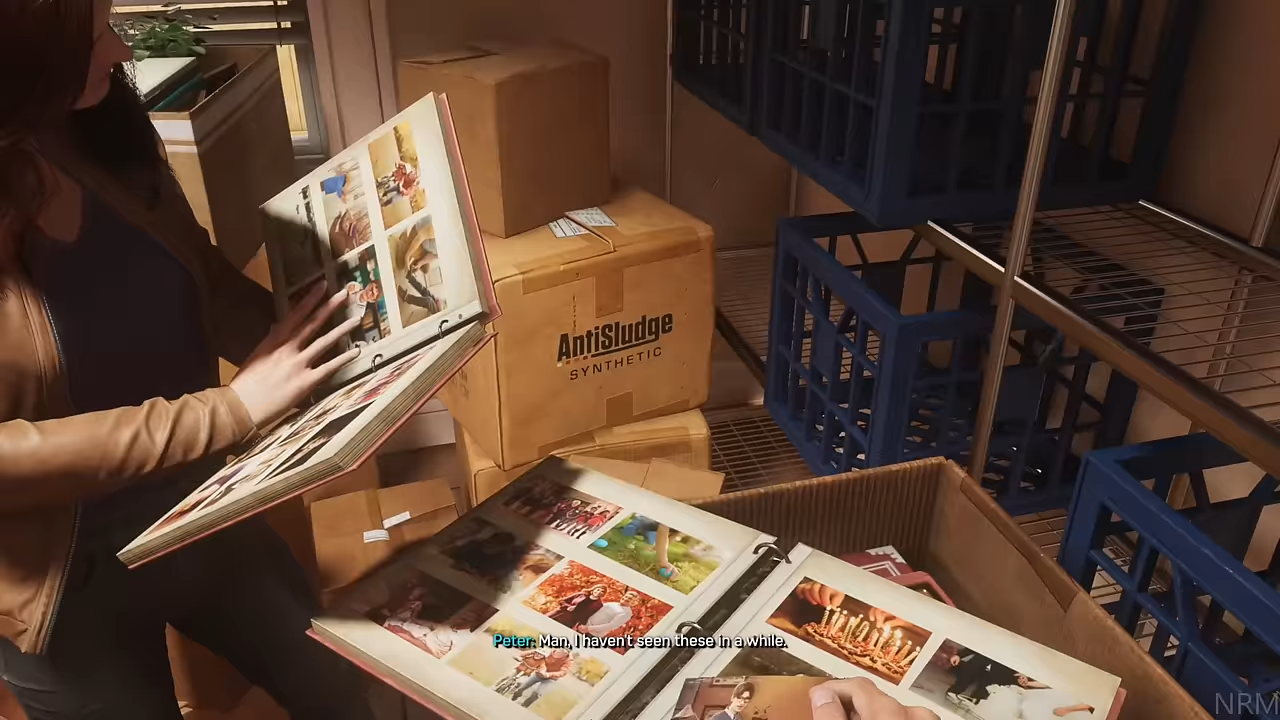 AntiSludge
SYNTHETIC
Peter: Man, I haven't seen these in a while.
NRM